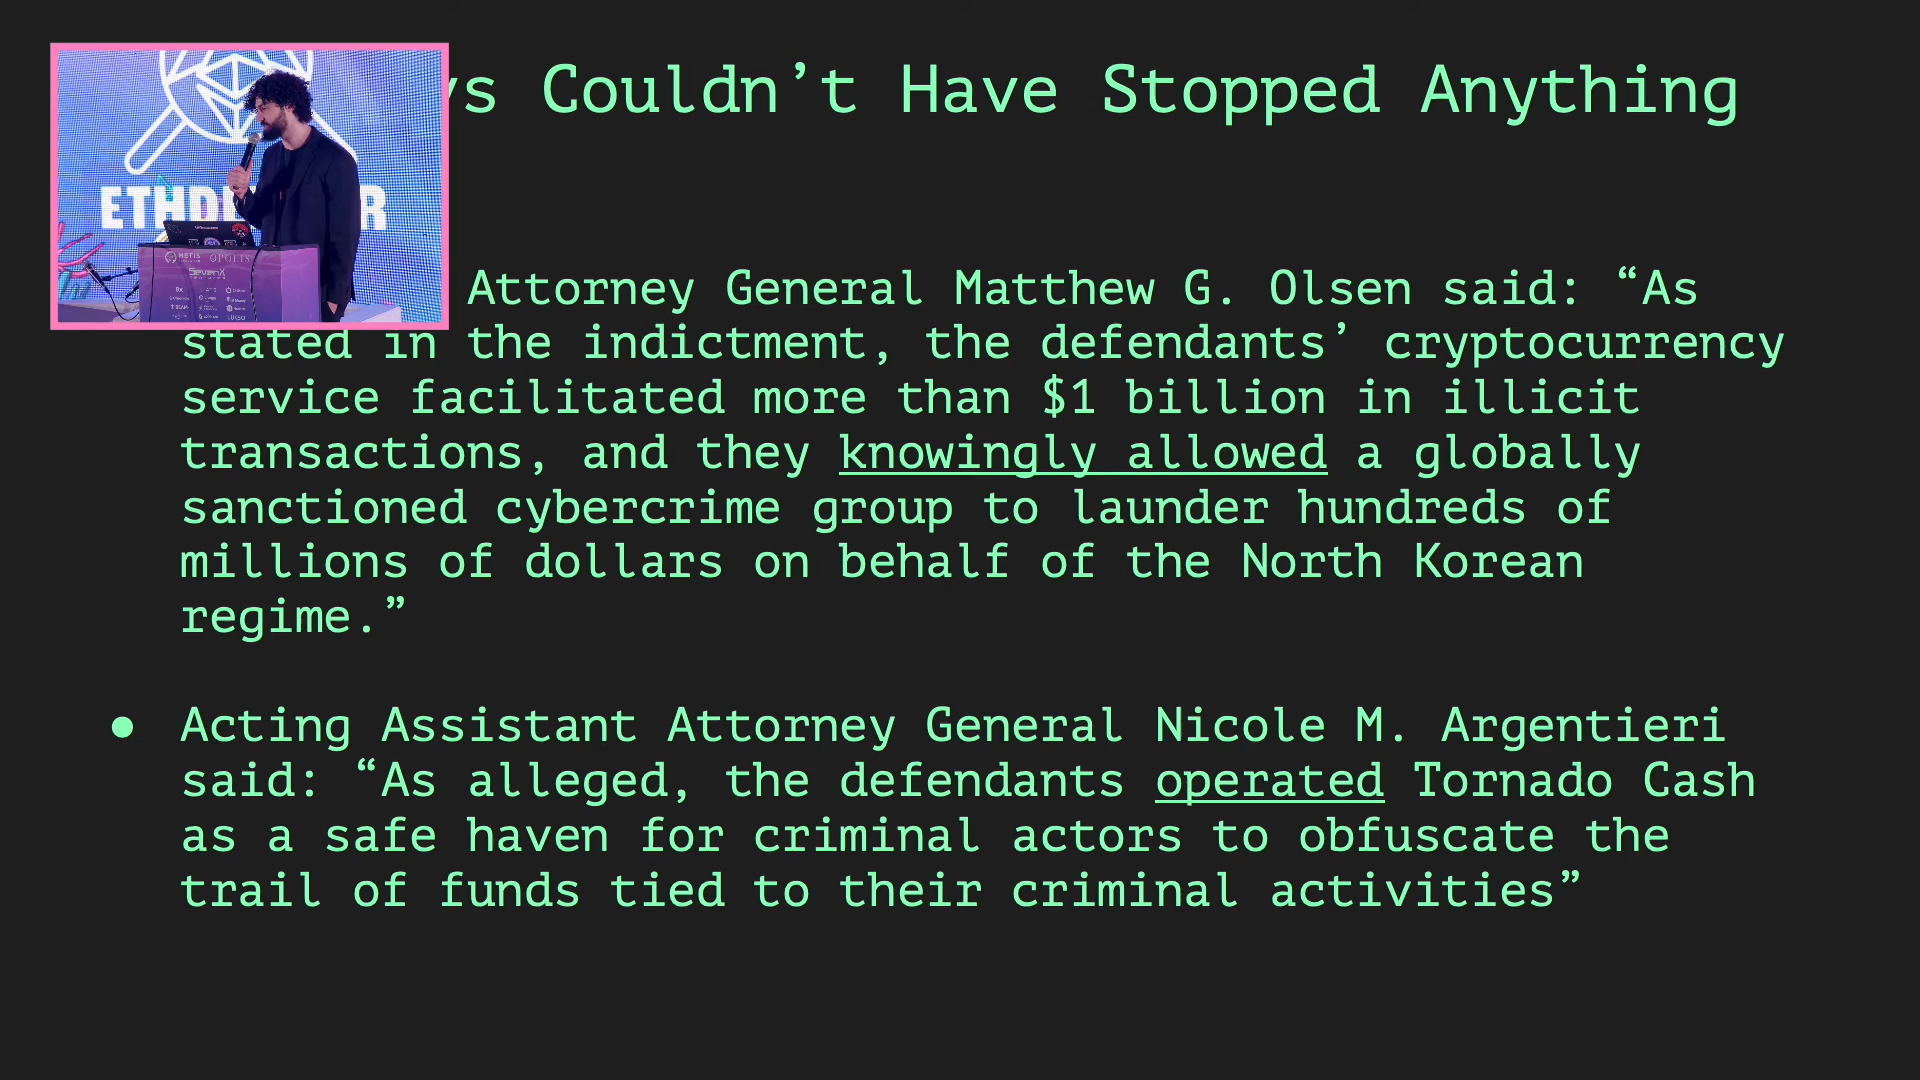 ys Couldn’t Have Stopped Anything
Attorney General Matthew G. Olsen said: “As
stated in the indictment, the defendants’ cryptocurrency
service facilitated more than $1 billion in illicit
transactions, and they knowingly allowed a globally
sanctioned cybercrime group to launder hundreds of
millions of dollars on behalf of the North Korean
regime.”
● Acting Assistant Attorney General Nicole M. Argentieri
said: “As alleged, the defendants operated Tornado Cash
as a safe haven for criminal actors to obfuscate the
trail of funds tied to their criminal activities”
METIS OPOLIS
SevenX